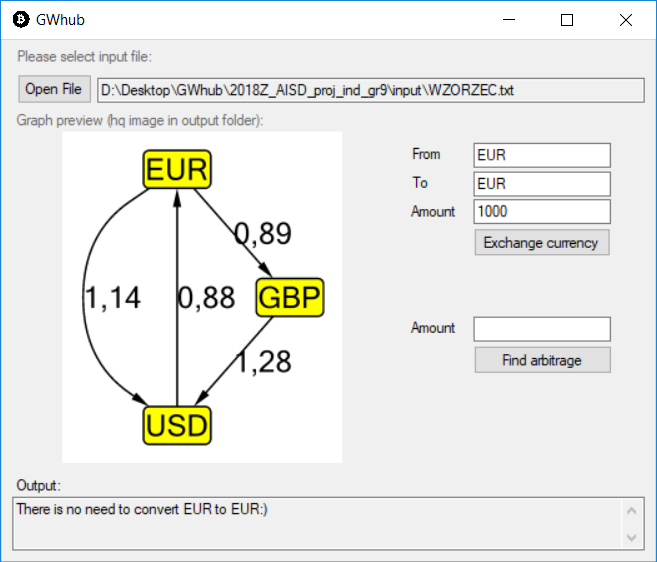 GWhub
Please select input file:
Open File
D:\Desktop\GWhub\2018Z_AISD_proj_ind_gr9\input\WZORZEC.txt
Graph preview (hq image in output folder):
EUR
0,89
1,14
0,88
GBP
1,28
USD
From
EUR
To
EUR
Amount
1000
Exchange currency
Amount
Find arbitrage
Output:
There is no need to convert EUR to EUR:)